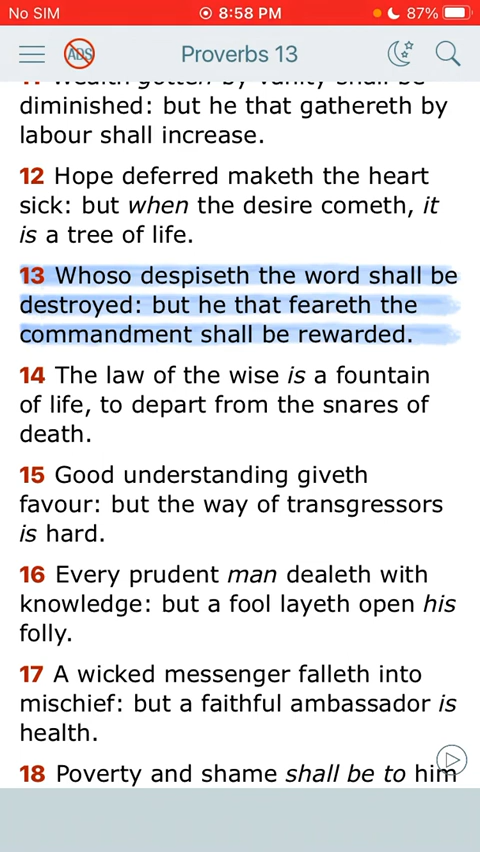 No SIM 8:58 PM 87%
ADS Proverbs 13
diminished: but he that gathereth by
labour shall increase.
12 Hope deferred maketh the heart
sick: but when the desire cometh, it
is a tree of life.
13 Whoso despiseth the word shall be
destroyed: but he that feareth the
commandment shall be rewarded.
14 The law of the wise is a fountain
of life, to depart from the snares of
death.
15 Good understanding giveth
favour: but the way of transgressors
is hard.
16 Every prudent man dealeth with
knowledge: but a fool layeth open his
folly.
17 A wicked messenger falleth into
mischief: but a faithful ambassador is
health.
18 Poverty and shame shall be to him